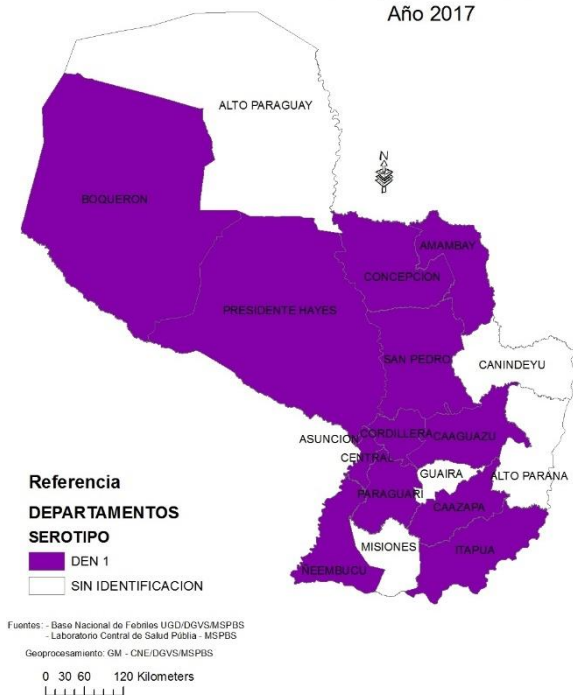 Año 2017
ALTO PARAGUAY
N
BOQUERON
AMAMBAY
CONCEPCION
PRESIDENTE HAYES
SAN PEDRO
CANINDEYU
ASUNCION
CORDILLERA
CAAGUAZU
CENTRAL
GUAIRA
ALTO PARANA
PARAGUARI
CAAZAPA
MISIONES
ITAPUA
ÑEEMBUCU
Referencia
DEPARTAMENTOS
SEROTIPO
DEN 1
SIN IDENTIFICACION
Fuentes: - Base Nacional de Febriles UGD/DGVS/MSPBS
- Laboratorio Central de Salud Públia - MSPBS
Geoprocesamiento: GM - CNE/DGVS/MSPBS
0 30 60 120 Kilometers